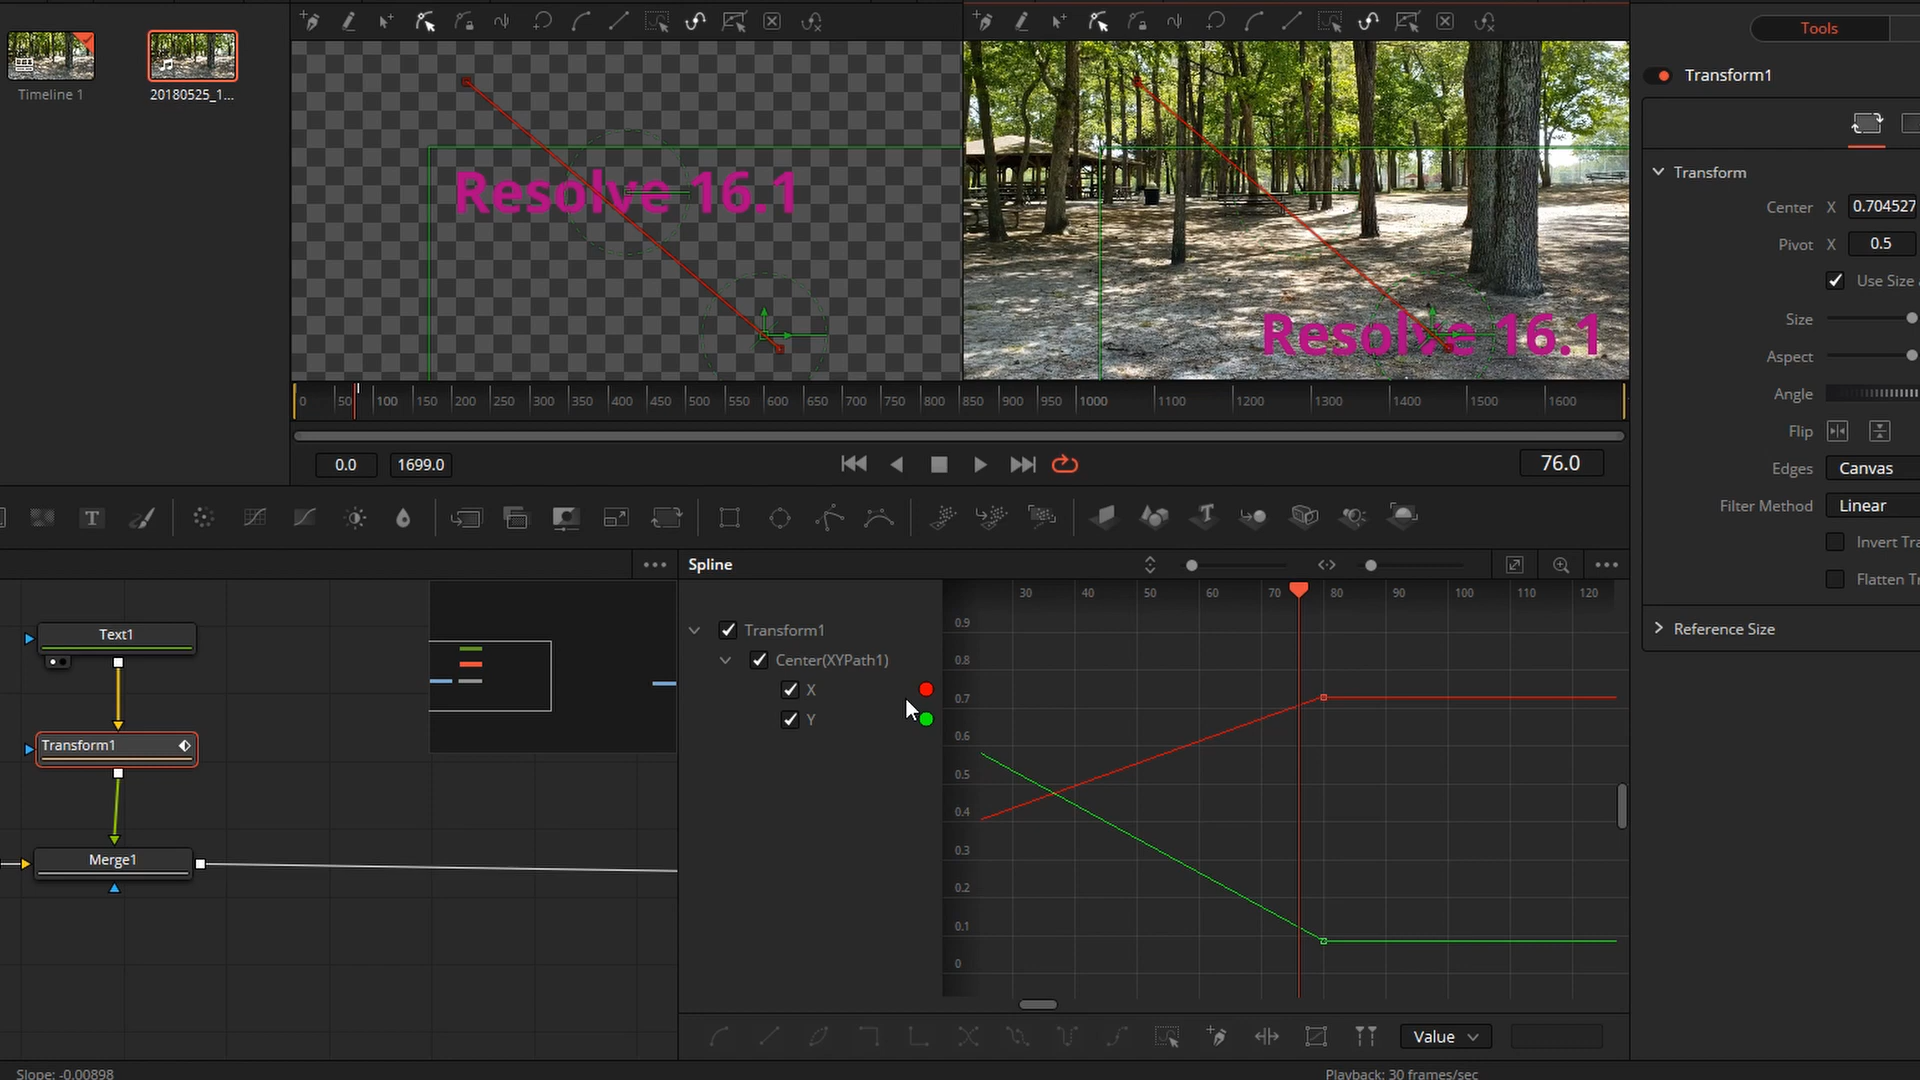 Timeline 1
20180525_1...
Resolve 16.1
Resolve 16.1
0 50 100 150 200 250 300 350 400 450 500 550 600 650 700 750 800 850 900 950 1000 1100 1200 1300 1400 1500 1600
0.0 1699.0 76.0
Tools
Transform1
Transform
Center X 0.704527
Pivot X 0.5
Use Size
Size
Aspect
Angle
Flip
Edges Canvas
Filter Method Linear
Invert Tra
Flatten Tr
Reference Size
T
Text1
Transform1
Merge1
Spline
Transform1
Center(XYPath1)
X
Y
30 40 50 60 70 80 90 100 110 120
0.9
0.8
0.7
0.6
0.5
0.4
0.3
0.2
0.1
0
Value
Slope: -0.00898
Playback: 30 frames/sec